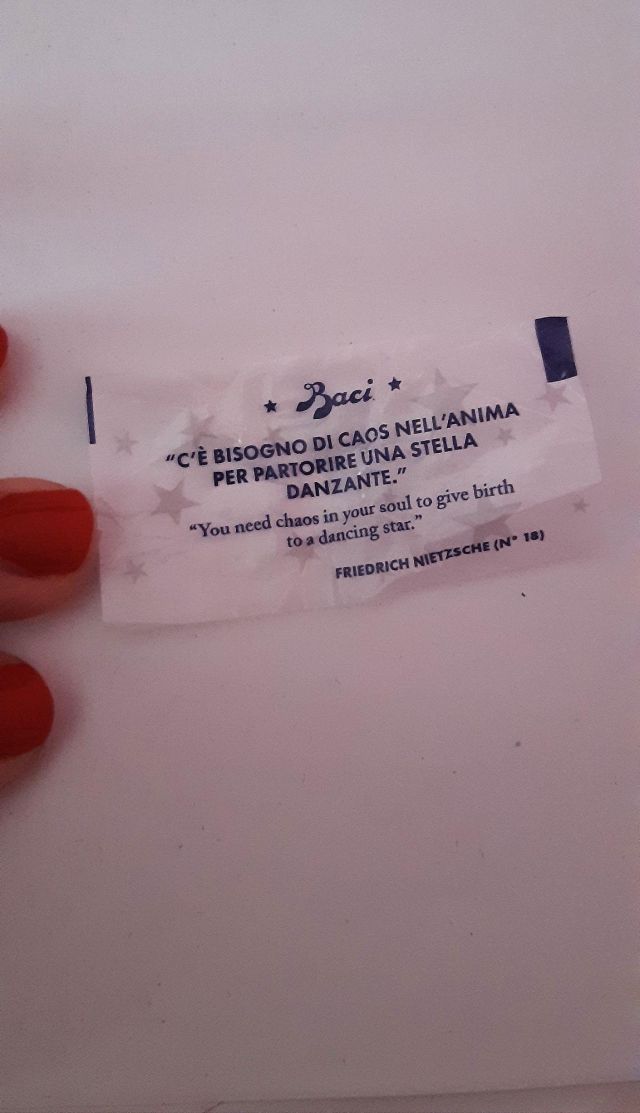 Baci
“C’È BISOGNO DI CAOS NELL’ANIMA
PER PARTORIRE UNA STELLA
DANZANTE.”
“You need chaos in your soul to give birth
to a dancing star.”
FRIEDRICH NIETZSCHE (N° 18)